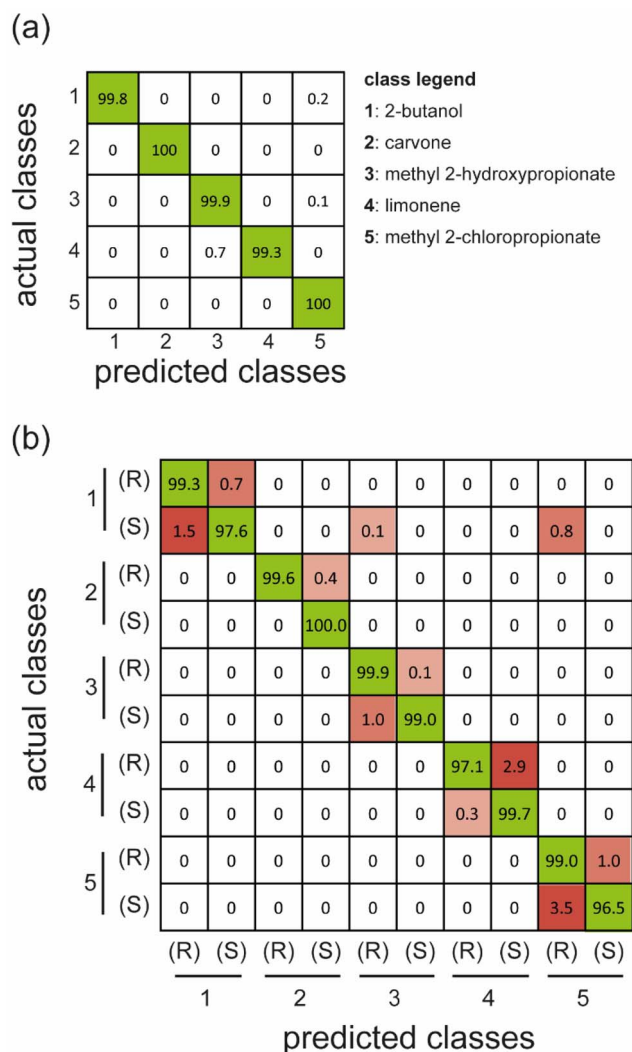 (a)
actual classes
1 99.8 0 0 0 0.2
2 0 100 0 0 0
3 0 0 99.9 0 0.1
4 0 0 0.7 99.3 0
5 0 0 0 0 100
1 2 3 4 5
predicted classes
class legend
1: 2-butanol
2: carvone
3: methyl 2-hydroxypropionate
4: limonene
5: methyl 2-chloropropionate
(b)
actual classes
1
(R) 99.3 0.7 0 0 0 0 0 0 0 0
(S) 1.5 97.6 0 0 0.1 0 0 0 0.8 0
2
(R) 0 0 99.6 0.4 0 0 0 0 0 0
(S) 0 0 0 100.0 0 0 0 0 0 0
3
(R) 0 0 0 0 99.9 0.1 0 0 0 0
(S) 0 0 0 0 1.0 99.0 0 0 0 0
4
(R) 0 0 0 0 0 0 97.1 2.9 0 0
(S) 0 0 0 0 0 0 0.3 99.7 0 0
5
(R) 0 0 0 0 0 0 0 0 99.0 1.0
(S) 0 0 0 0 0 0 0 0 3.5 96.5
(R) (S) (R) (S) (R) (S) (R) (S) (R) (S)
1 2 3 4 5
predicted classes